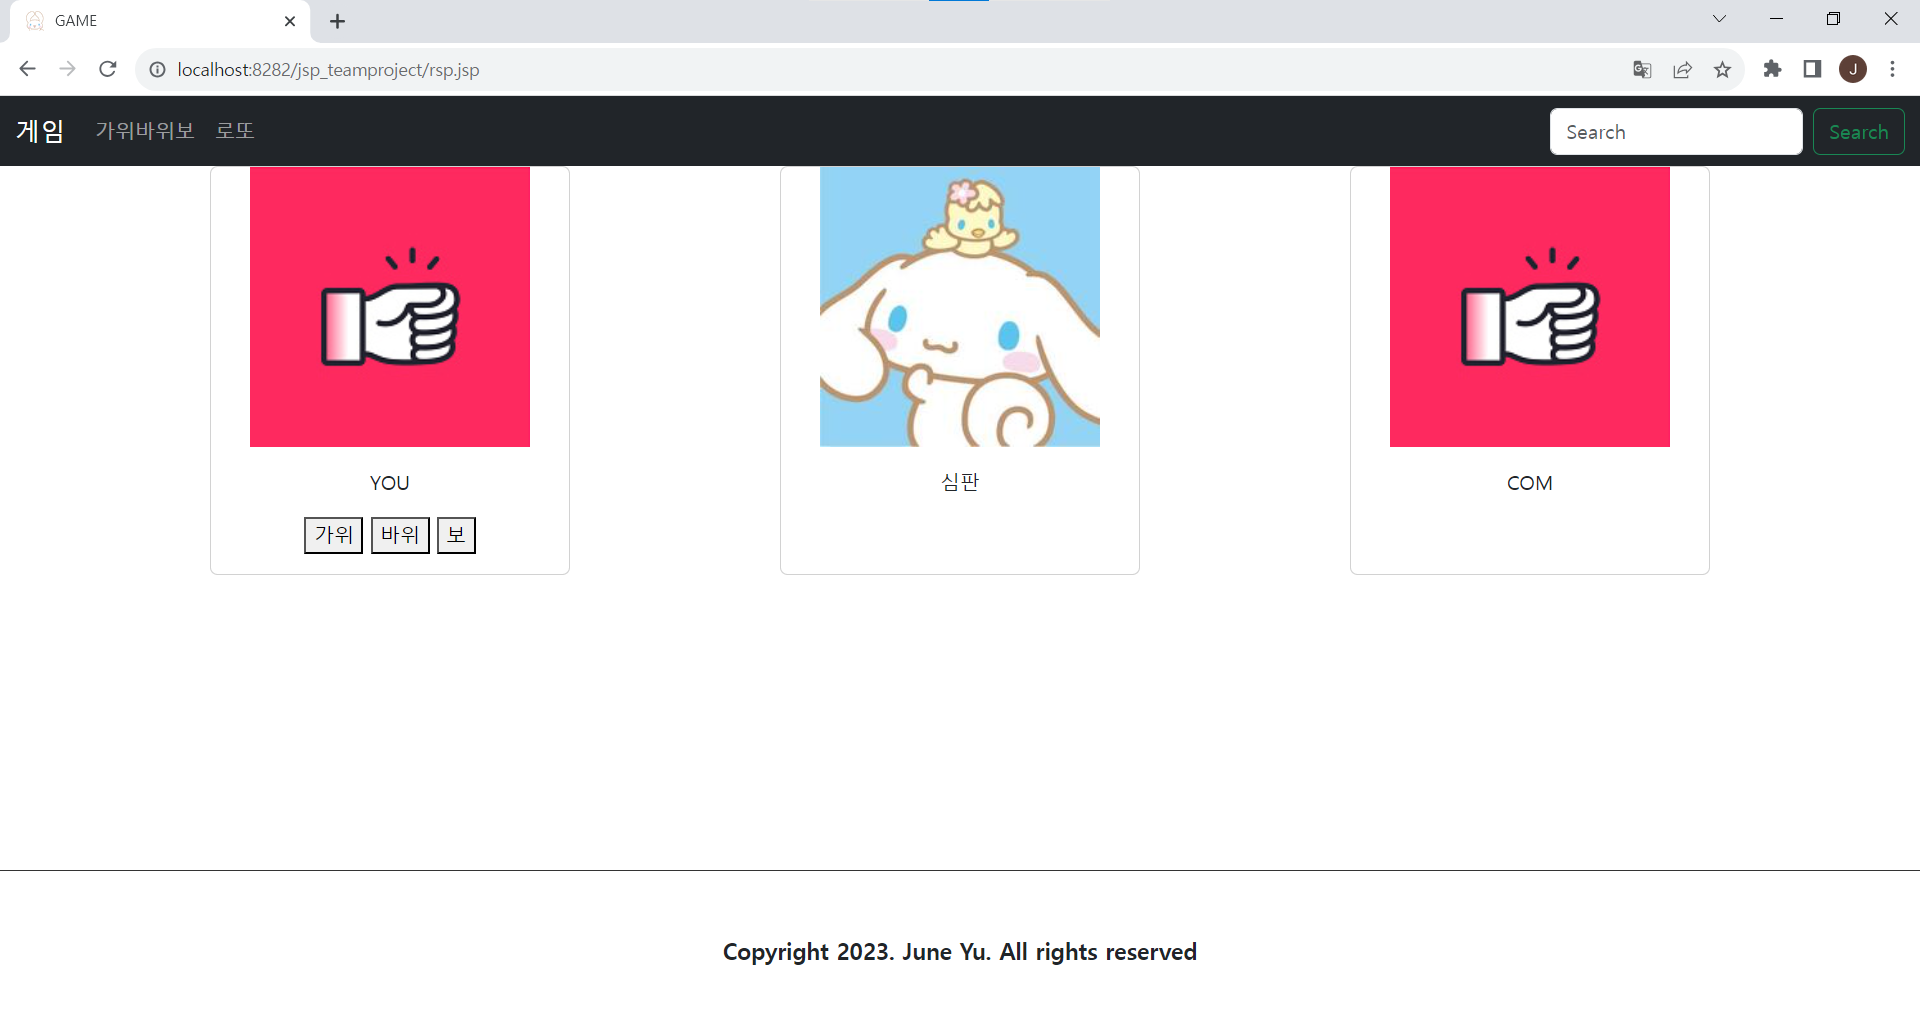 GAME
localhost:8282/jsp_teamproject/rsp.jsp
J
게임 가위바위보 로또 Search Search
YOU
가위 바위 보
심판
COM
Copyright 2023. June Yu. All rights reserved